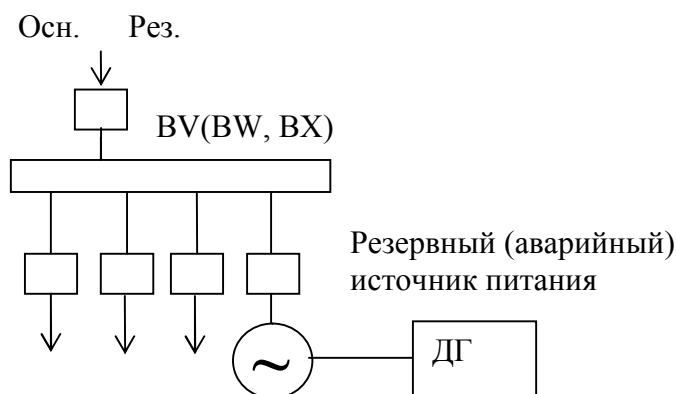 Осн. Рез.
BV(BW, BX)
Резервный (аварийный)
источник питания
~
ДГ